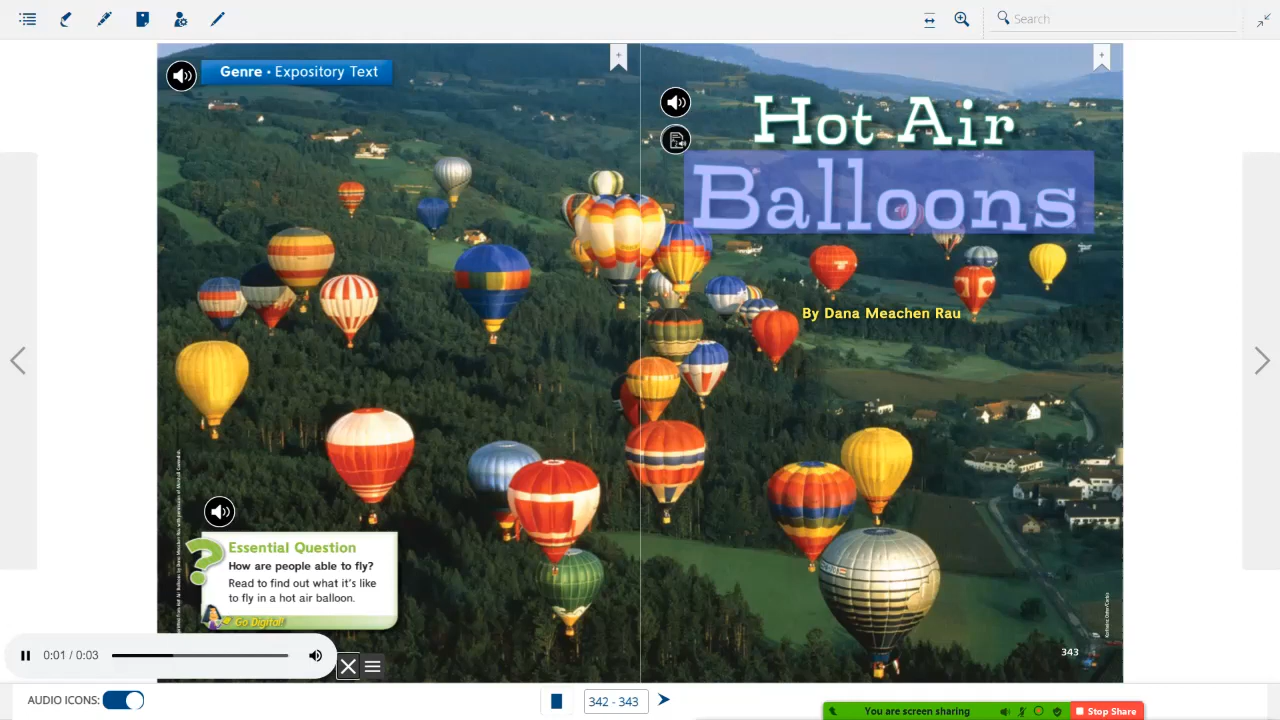 Search
Genre • Expository Text
Hot Air
Balloons
By Dana Meachen Rau
Essential Question
How are people able to fly?
Read to find out what it's like
to fly in a hot air balloon.
Go Digital!
343
0:01 / 0:03
AUDIO ICONS:
342 - 343
You are screen sharing
Stop Share